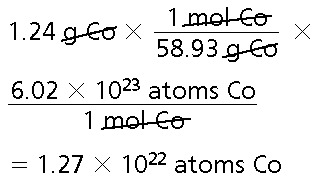 1.24 g Co × 1 mol Co / 58.93 g Co ×
6.02 × 10²³ atoms Co / 1 mol Co
= 1.27 × 10²² atoms Co